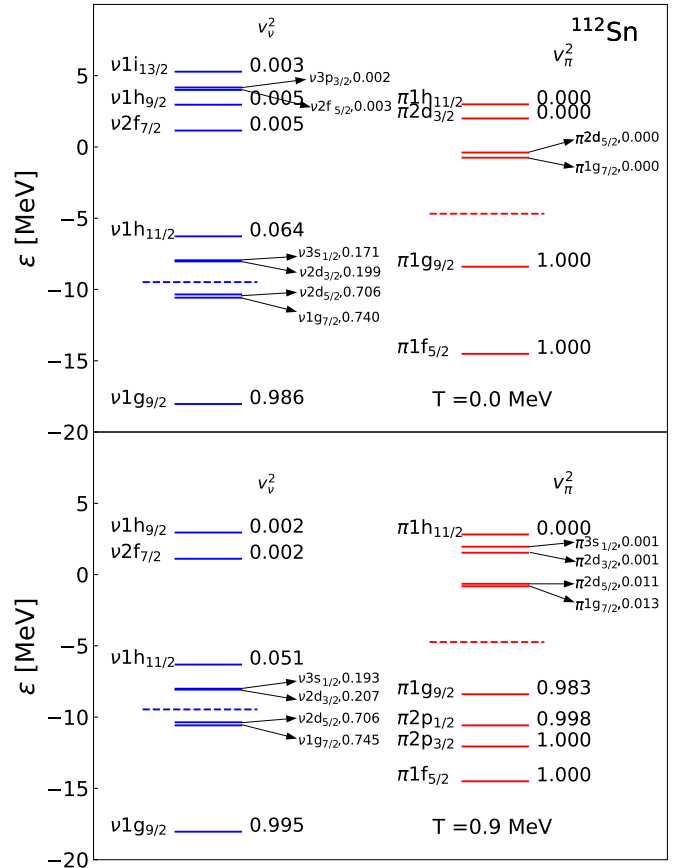 v²_ν
¹¹²Sn
v²_π
ν1i₁₃/₂ 0.003
ν3p₃/₂,0.002
ν1h₉/₂ 0.005
ν2f ₅/₂,0.003
ν2f₇/₂ 0.005
π1h₁₁/₂ 0.000
π2d₃/₂ 0.000
π2d₅/₂,0.000
π1g₇/₂,0.000
ν1h₁₁/₂ 0.064
ν3s₁/₂,0.171
ν2d₃/₂,0.199
ν2d₅/₂,0.706
ν1g₇/₂,0.740
π1g₉/₂ 1.000
π1f₅/₂ 1.000
ν1g₉/₂ 0.986
T =0.0 MeV
5
0
−5
−10
−15
−20
ε [MeV]
v²_ν
v²_π
ν1h₉/₂ 0.002
ν2f₇/₂ 0.002
π1h₁₁/₂ 0.000
π3s₁/₂,0.001
π2d₃/₂,0.001
π2d₅/₂,0.011
π1g₇/₂,0.013
ν1h₁₁/₂ 0.051
ν3s₁/₂,0.193
ν2d₃/₂,0.207
ν2d₅/₂,0.706
ν1g₇/₂,0.745
π1g₉/₂ 0.983
π2p₁/₂ 0.998
π2p₃/₂ 1.000
π1f₅/₂ 1.000
ν1g₉/₂ 0.995
T =0.9 MeV
5
0
−5
−10
−15
−20
ε [MeV]